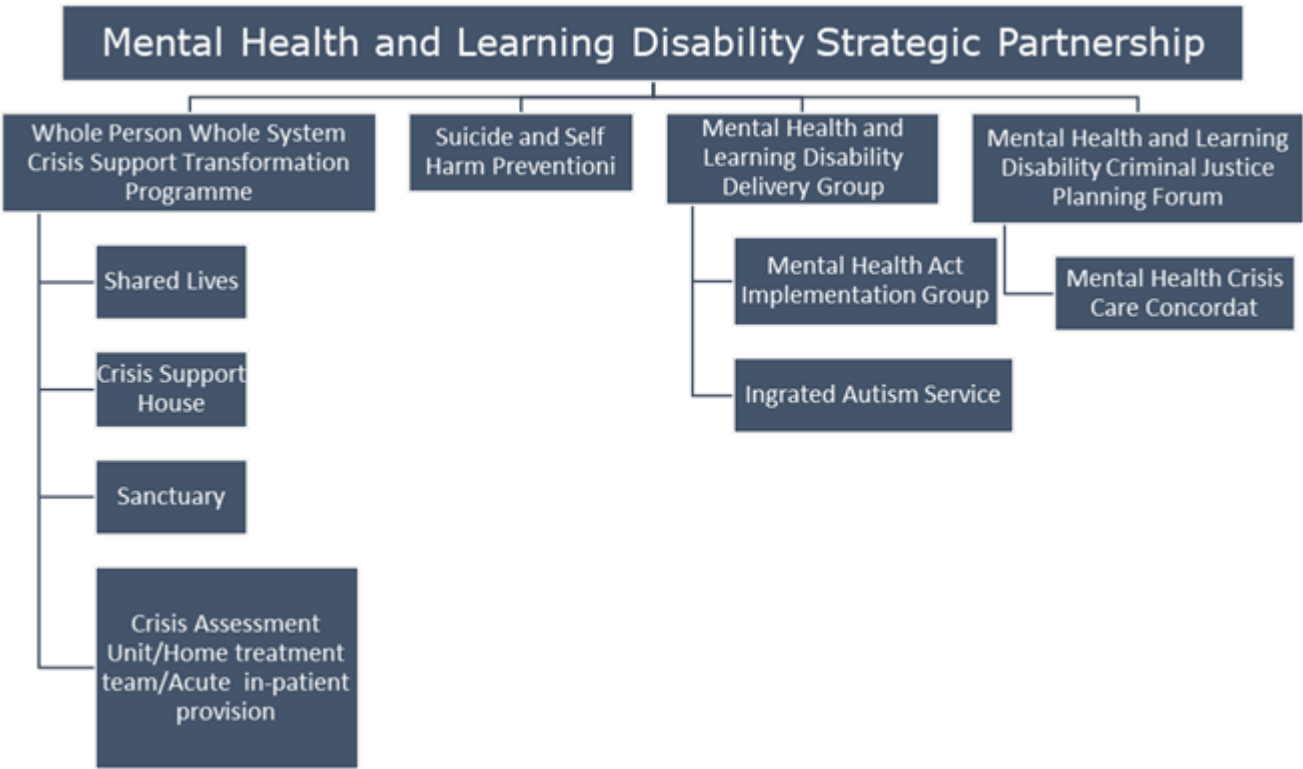 Mental Health and Learning Disability Strategic Partnership
Whole Person Whole System
Crisis Support Transformation
Programme
Shared Lives
Crisis Support
House
Sanctuary
Crisis Assessment
Unit/Home treatment
team/Acute in-patient
provision
Suicide and Self
Harm Preventioni
Mental Health and
Learning Disability
Delivery Group
Mental Health Act
Implementation Group
Ingrated Autism Service
Mental Health and Learning
Disability Criminal Justice
Planning Forum
Mental Health Crisis
Care Concordat